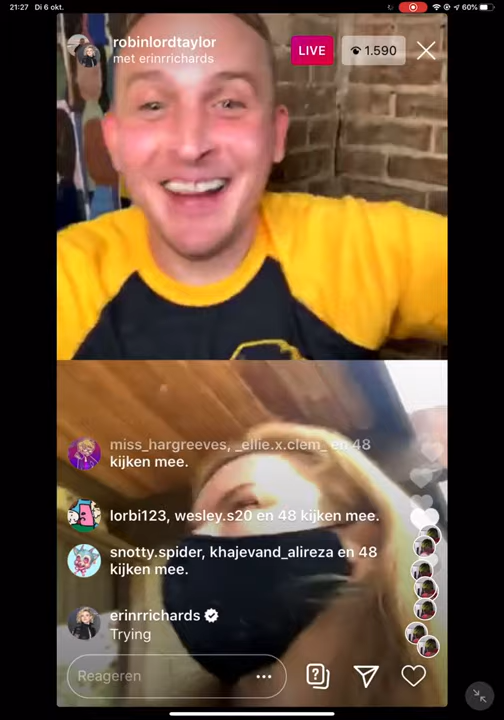 21:27 Di 6 okt.
60%
robinlordtaylor
met erinrrichards
LIVE
1.590
miss_hargreeves, _ellie.x.clem_ en 48
kijken mee.
lorbi123, wesley.s20 en 48 kijken mee.
snotty.spider, khajevand_alireza en 48
kijken mee.
erinrrichards
Trying
Reageren